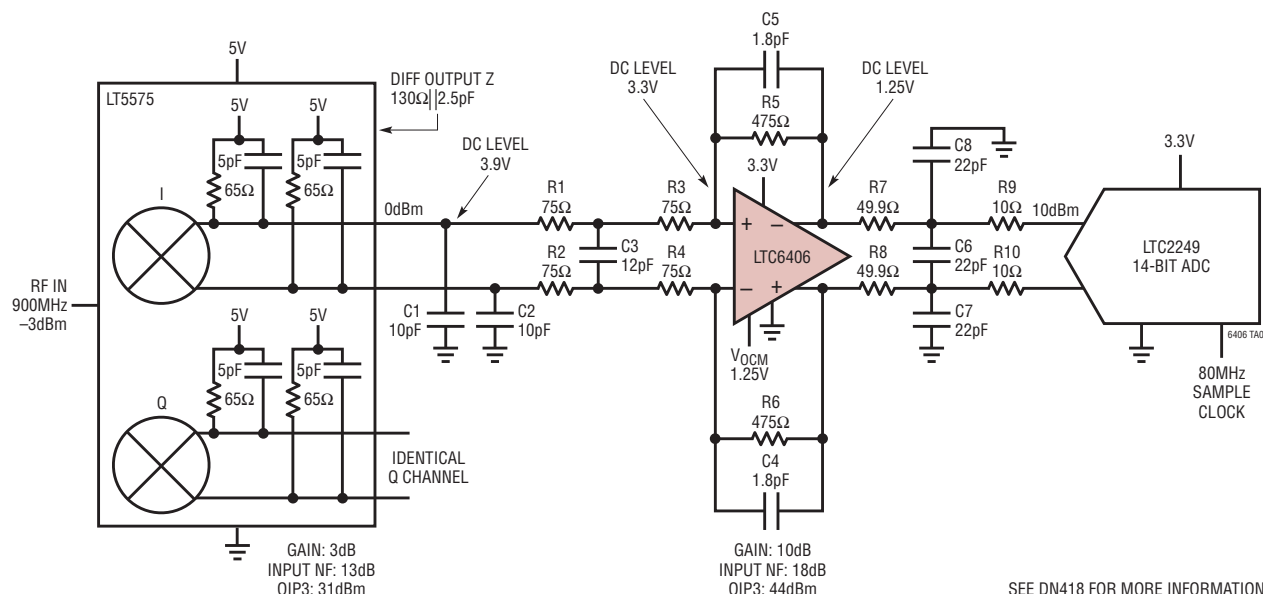 5V
LT5575
DIFF OUTPUT Z
130Ω||2.5pF
5V
5V
5pF
65Ω
5pF
65Ω
I
DC LEVEL
3.9V
0dBm
RF IN
900MHz
–3dBm
5V
5V
5pF
65Ω
5pF
65Ω
Q
IDENTICAL
Q CHANNEL
GAIN: 3dB
INPUT NF: 13dB
OIP3: 31dBm
C1
10pF
C2
10pF
R1
75Ω
R2
75Ω
C3
12pF
R3
75Ω
R4
75Ω
DC LEVEL
3.3V
C5
1.8pF
R5
475Ω
DC LEVEL
1.25V
3.3V
+ –
LTC6406
– +
VOCM
1.25V
R6
475Ω
C4
1.8pF
GAIN: 10dB
INPUT NF: 18dB
OIP3: 44dBm
R7
49.9Ω
R8
49.9Ω
C8
22pF
C6
22pF
C7
22pF
R9
10Ω
R10
10Ω
10dBm
3.3V
LTC2249
14-BIT ADC
6406 TA0
80MHz
SAMPLE
CLOCK
SEE DN418 FOR MORE INFORMATION